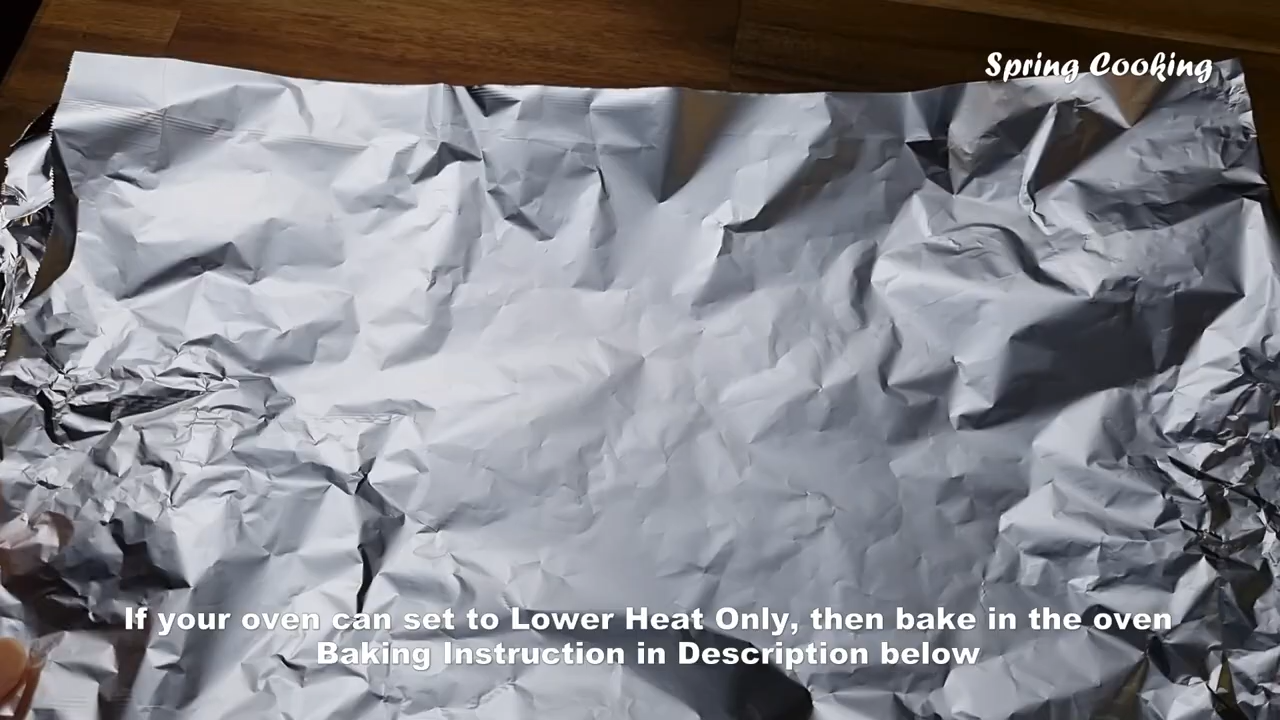 Spring Cooking
If your oven can set to Lower Heat Only, then bake in the oven
Baking Instruction in Description below